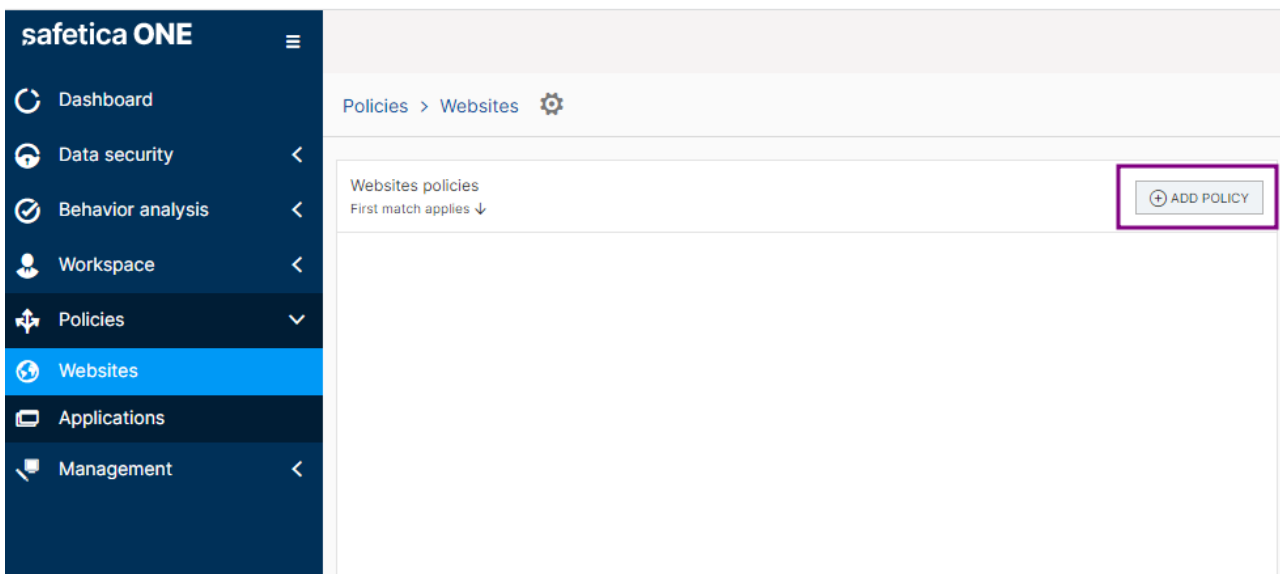 safetica ONE
Dashboard
Data security
Behavior analysis
Workspace
Policies
Websites
Applications
Management
Policies > Websites
Websites policies
First match applies ↓
ADD POLICY